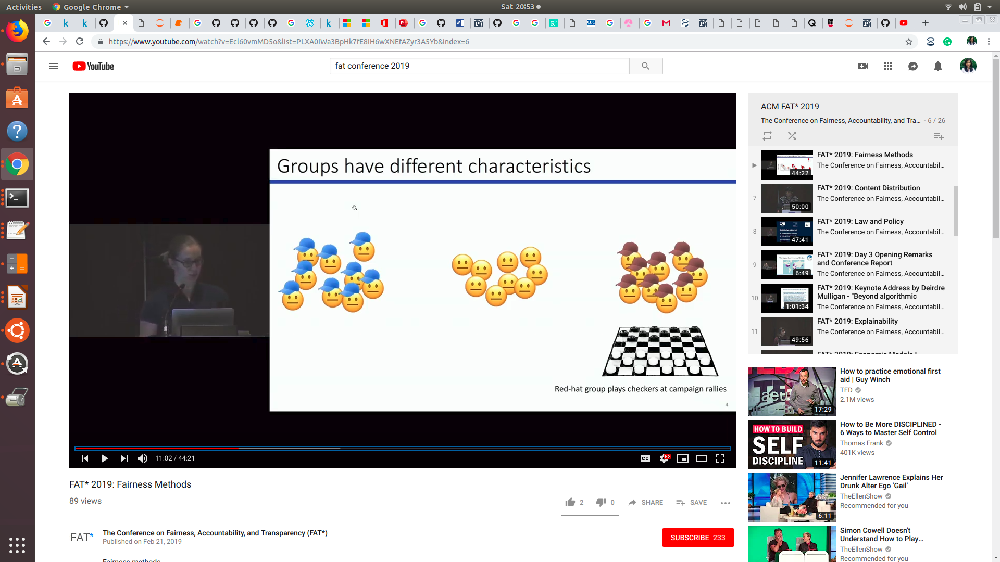 Activities
Google Chrome
Sat 20:53
https://www.youtube.com/watch?v=Ecl60vmMD5o&list=PLXA0IWa3BpHk7fE8IH6wXNEfAZyr3A5Yb&index=6
YouTube
fat conference 2019
Groups have different characteristics
Red-hat group plays checkers at campaign rallies
4
11:02 / 44:21
CC
HD
FAT* 2019: Fairness Methods
89 views
2
0
SHARE
SAVE
FAT*
The Conference on Fairness, Accountability, and Transparency (FAT*)
Published on Feb 21, 2019
SUBSCRIBE 233
Fairness methods
ACM FAT* 2019
The Conference on Fairness, Accountability, and Tra... - 6 / 26
44:22
FAT* 2019: Fairness Methods
The Conference on Fairness, Accountabil...
7
50:00
FAT* 2019: Content Distribution
The Conference on Fairness, Accountabil...
8
47:41
FAT* 2019: Law and Policy
The Conference on Fairness, Accountabil...
9
6:49
FAT* 2019: Day 3 Opening Remarks
and Conference Report
The Conference on Fairness, Accountabil...
10
1:01:34
FAT* 2019: Keynote Address by Deirdre
Mulligan - "Beyond algorithmic
The Conference on Fairness, Accountabil...
11
49:56
FAT* 2019: Explainability
The Conference on Fairness, Accountabil...
FAT* 2019: Economic Models I
17:29
How to practice emotional first
aid | Guy Winch
TED
2.1M views
HOW TO BUILD
SELF
DISCIPLINE
11:41
How to Be More DISCIPLINED -
6 Ways to Master Self Control
Thomas Frank
401K views
6:11
Jennifer Lawrence Explains Her
Drunk Alter Ego 'Gail'
TheEllenShow
Recommended for you
Simon Cowell Doesn't
Understand How to Play...
TheEllenShow
Recommended for you